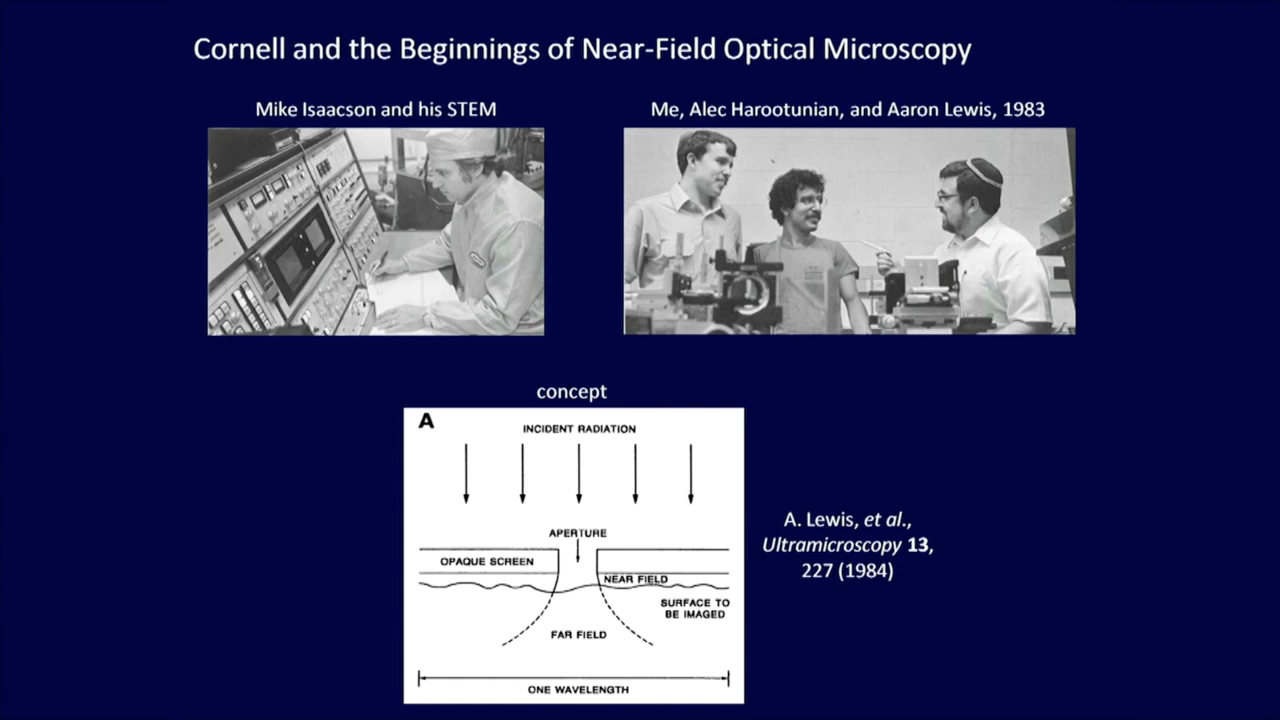 Cornell and the Beginnings of Near-Field Optical Microscopy
Mike Isaacson and his STEM
Me, Alec Harootunian, and Aaron Lewis, 1983
concept
A
INCIDENT RADIATION
APERTURE
OPAQUE SCREEN
NEAR FIELD
SURFACE TO
BE IMAGED
FAR FIELD
ONE WAVELENGTH
A. Lewis, et al.,
Ultramicroscopy 13,
227 (1984)